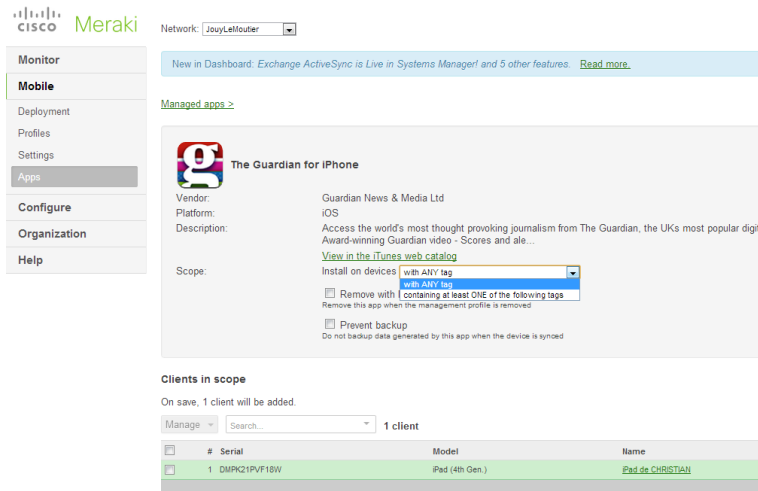 cisco Meraki
Network: JouyLeMoutier
Monitor
Mobile
Deployment
Profiles
Settings
Apps
Configure
Organization
Help
New in Dashboard: Exchange ActiveSync is Live in Systems Manager! and 5 other features. Read more.
Managed apps >
g
The Guardian for iPhone
Vendor: Guardian News & Media Ltd
Platform: iOS
Description: Access the world's most thought provoking journalism from The Guardian, the UKs most popular digi
Award-winning Guardian video - Scores and ale...
View in the iTunes web catalog
Scope: Install on devices with ANY tag
with ANY tag
containing at least ONE of the following tags
Remove with
Remove this app when the management profile is removed
Prevent backup
Do not backup data generated by this app when the device is synced
Clients in scope
On save, 1 client will be added.
Manage Search... 1 client
# Serial Model Name
1 DMPK21PVF18W iPad (4th Gen.) iPad de CHRISTIAN